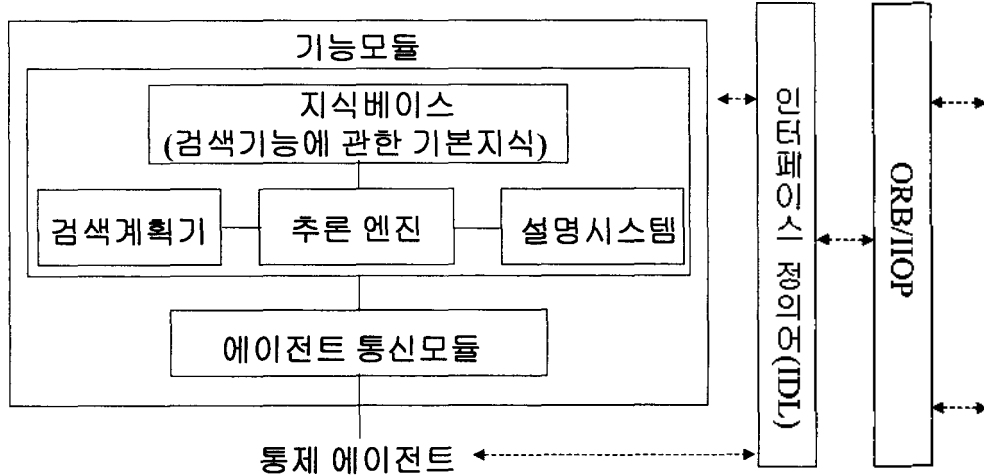 기능모듈
지식베이스
(검색기능에 관한 기본지식)
검색계획기
추론 엔진
설명시스템
에이전트 통신모듈
통제 에이전트
인터페이스 정의어(IDL)
ORB/IIOP